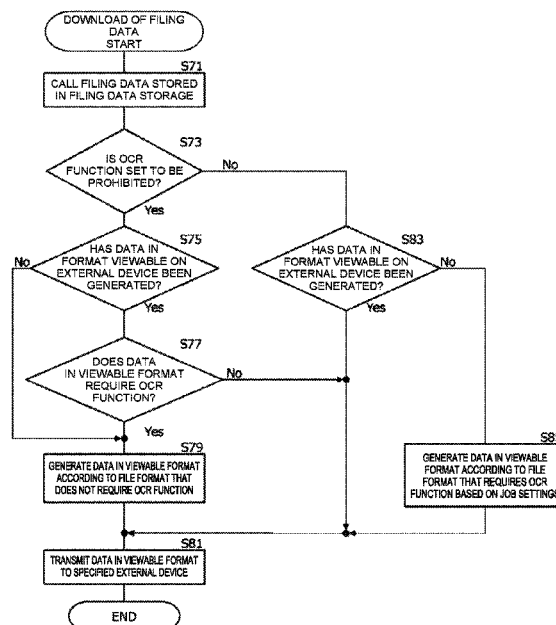 DOWNLOAD OF FILING
DATA
START
S71
CALL FILING DATA STORED
IN FILING DATA STORAGE
S73
IS OCR
FUNCTION SET TO BE
PROHIBITED?
No
Yes
S75
HAS DATA IN
FORMAT VIEWABLE ON
EXTERNAL DEVICE BEEN
GENERATED?
No
Yes
S83
HAS DATA IN
FORMAT VIEWABLE ON
EXTERNAL DEVICE BEEN
GENERATED?
No
Yes
S77
DOES DATA
IN VIEWABLE FORMAT
REQUIRE OCR
FUNCTION?
No
Yes
S79
GENERATE DATA IN VIEWABLE FORMAT
ACCORDING TO FILE FORMAT THAT
DOES NOT REQUIRE OCR FUNCTION
GENERATE DATA IN VIEWABLE
FORMAT ACCORDING TO FILE
FORMAT THAT REQUIRES OCR
FUNCTION BASED ON JOB SETTINGS
S81
TRANSMIT DATA IN VIEWABLE FORMAT
TO SPECIFIED EXTERNAL DEVICE
END